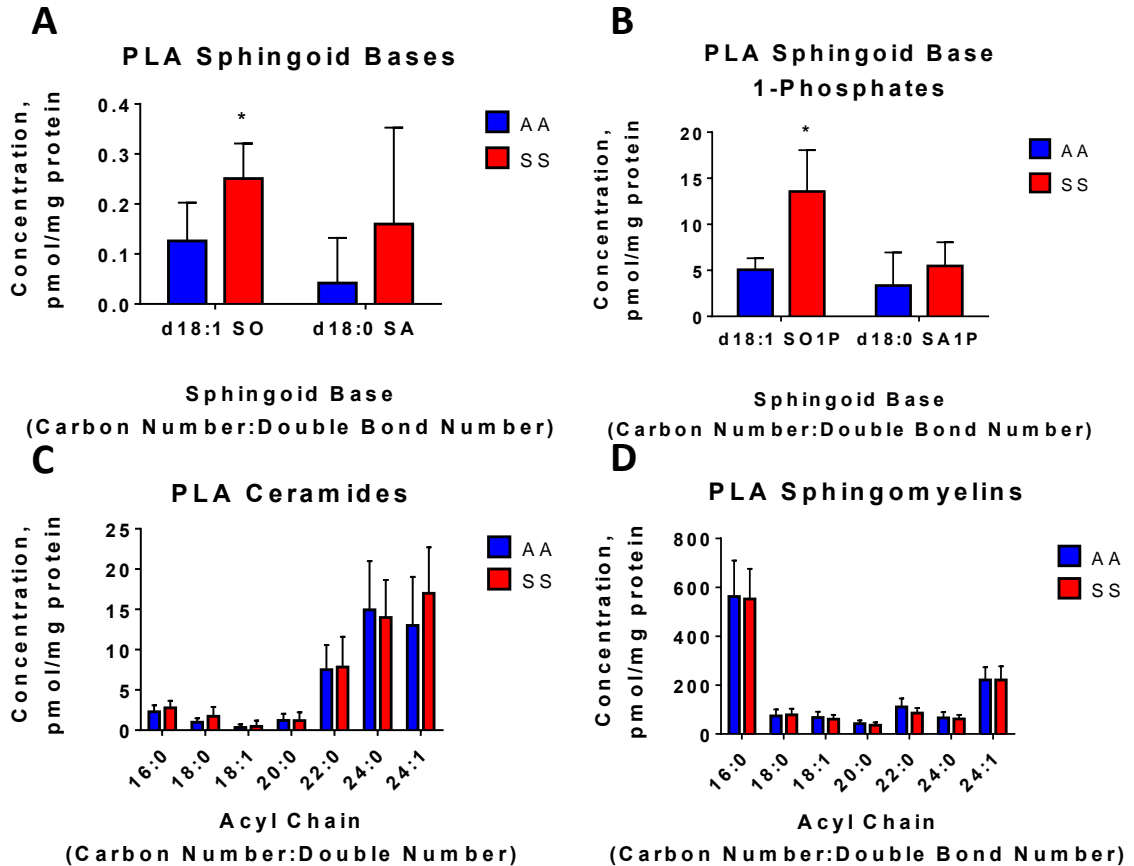 A
PLA Sphingoid Bases
Concentration,
pmol/mg protein
0.4
0.3
0.2
0.1
0.0
*
AA
SS
d18:1 SO
d18:0 SA
Sphingoid Base
(Carbon Number:Double Bond Number)
B
PLA Sphingoid Base
1-Phosphates
Concentration,
pmol/mg protein
20
15
10
5
0
*
AA
SS
d18:1 SO1P
d18:0 SA1P
Sphingoid Base
(Carbon Number:Double Bond Number)
C
PLA Ceramides
Concentration,
pmol/mg protein
25
20
15
10
5
0
AA
SS
16:0
18:0
18:1
20:0
22:0
24:0
24:1
Acyl Chain
(Carbon Number:Double Number)
D
PLA Sphingomyelins
Concentration,
pmol/mg protein
800
600
400
200
0
AA
SS
16:0
18:0
18:1
20:0
22:0
24:0
24:1
Acyl Chain
(Carbon Number:Double Bond Number)